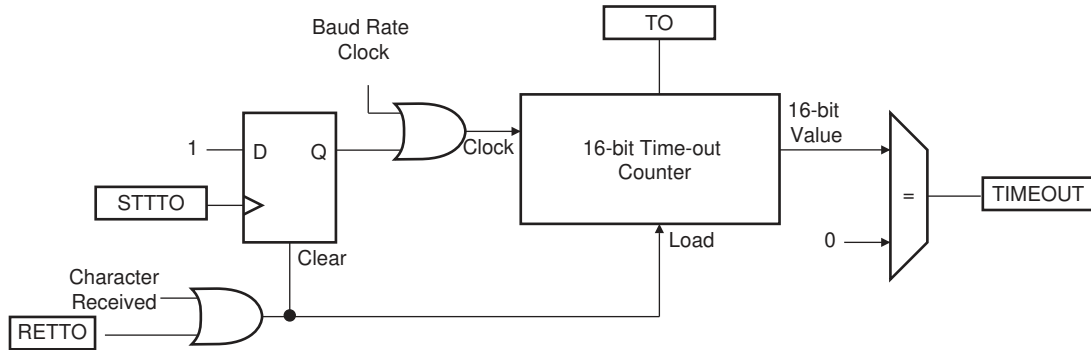 TO
Baud Rate
Clock
16-bit
Value
1
D
Q
Clock
16-bit Time-out
Counter
STTTO
=
TIMEOUT
Clear
Load
0
Character
Received
RETTO